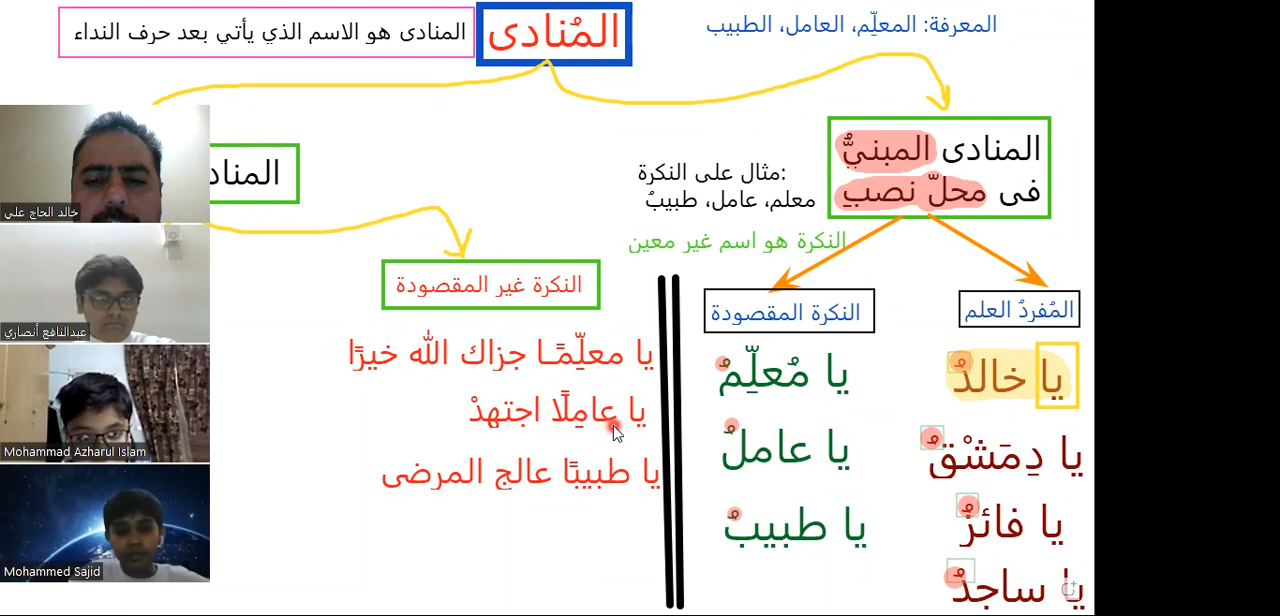 المُنادى
المنادى هو الاسم الذي يأتي بعد حرف النداء
المعرفة: المعلِّم، العامل، الطبيب
المنادى المبنيُّ
في محلّ نصبٍ
مثال على النكرة:
معلم، عامل، طبيبُ
النكرة هو اسم غير معين
المُفردُ العلم
يا خالدُ
يا دِمَشْقُ
يا فائزُ
يا ساجدُ
النكرة المقصودة
يا مُعلِّمُ
يا عاملُ
يا طبيبُ
النكرة غير المقصودة
يا معلِّمًـا جزاك الله خيرًا
يا عامِلًا اجتهدْ
يا طبيبًا عالج المرضى
خالد الحاج علي
عبدالنافع أنصاري
Mohammad Azharul Islam
Mohammed Sajid